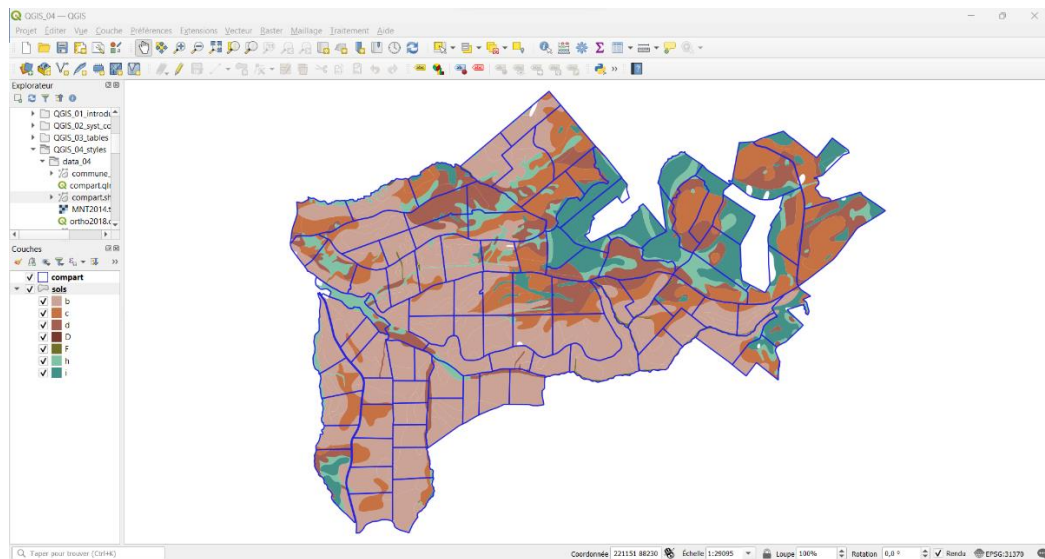 QGIS_04 — QGIS
Projet Éditer Vue Couche Préférences Extensions Vecteur Raster Maillage Traitement Aide
Explorateur
QGIS_01_introdu
QGIS_02_syst_co
QGIS_03_tables
QGIS_04_styles
data_04
commune_
compart.qlr
compart.sh
MNT2014.t
ortho2018.
Couches
compart
sols
b
c
d
D
F
h
i
Taper pour trouver (Ctrl+K)
Coordonnée 221151 88230 Échelle 1:29095 Loupe 100% Rotation 0,0 ° Rendu EPSG:31370